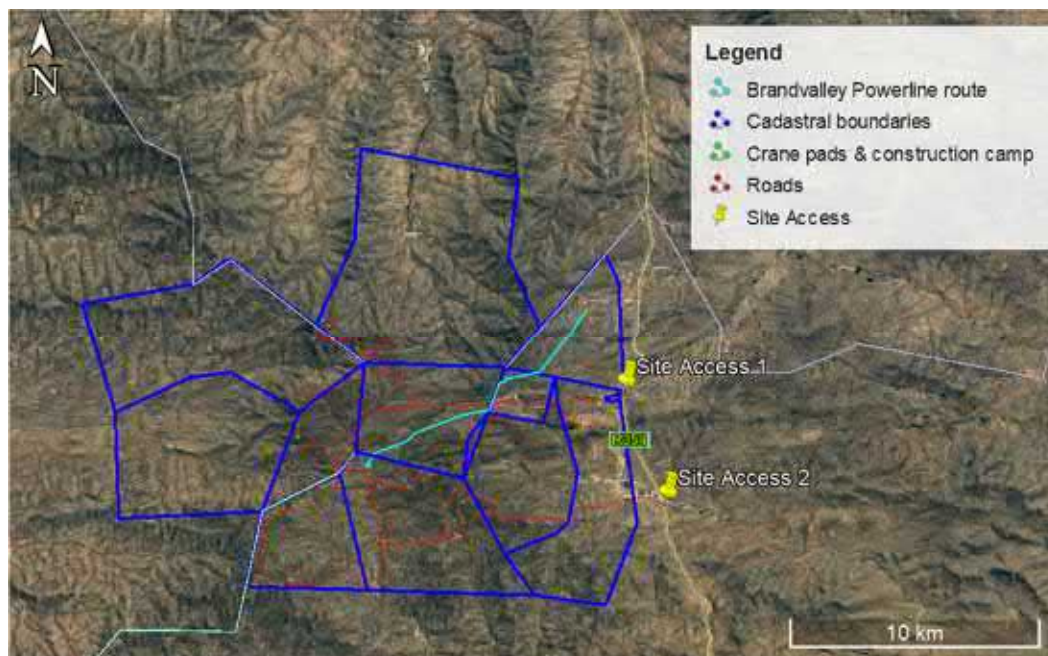 N
Legend
Brandvalley Powerline route
Cadastral boundaries
Crane pads & construction camp
Roads
Site Access
Site Access 1
Site Access 2
10 km